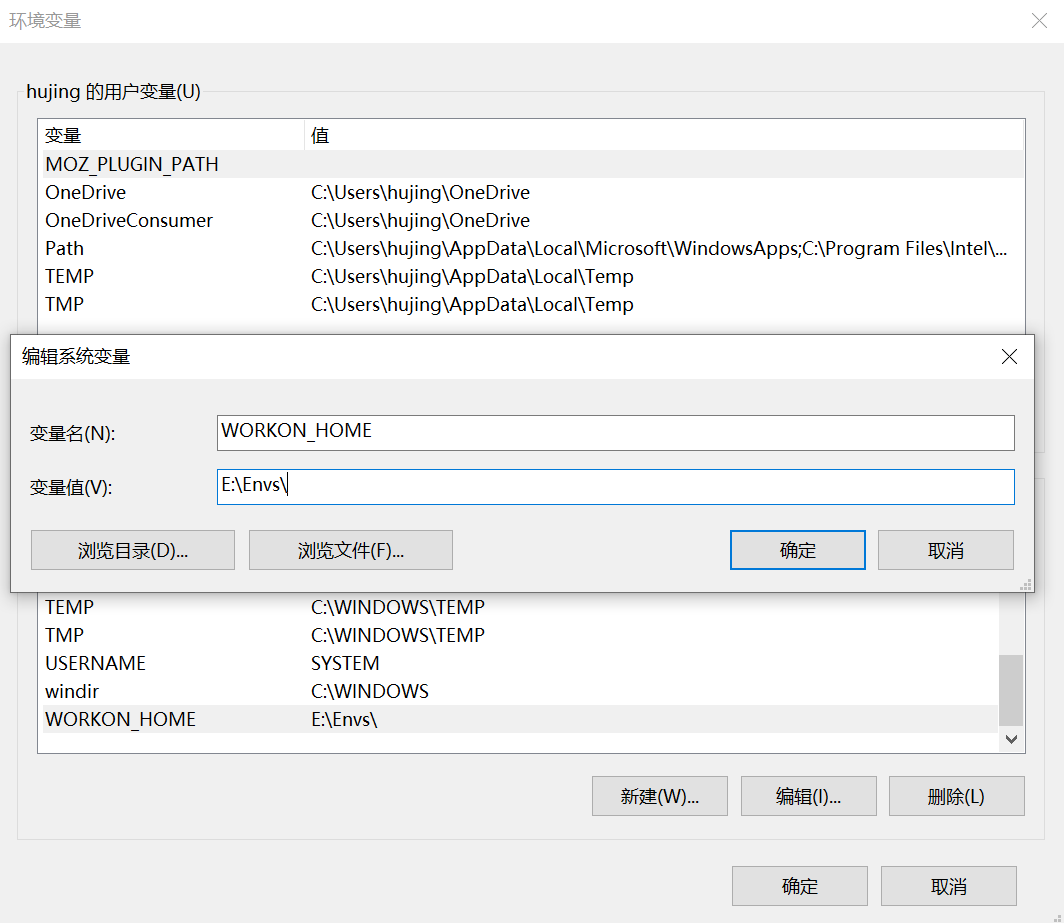 环境变量
hujing 的用户变量(U)
变量 值
MOZ_PLUGIN_PATH
OneDrive C:\Users\hujing\OneDrive
OneDriveConsumer C:\Users\hujing\OneDrive
Path C:\Users\hujing\AppData\Local\Microsoft\WindowsApps;C:\Program Files\Intel\...
TEMP C:\Users\hujing\AppData\Local\Temp
TMP C:\Users\hujing\AppData\Local\Temp
编辑系统变量
变量名(N): WORKON_HOME
变量值(V): E:\Envs\
浏览目录(D)... 浏览文件(F)... 确定 取消
TEMP C:\WINDOWS\TEMP
TMP C:\WINDOWS\TEMP
USERNAME SYSTEM
windir C:\WINDOWS
WORKON_HOME E:\Envs\
新建(W)... 编辑(I)... 删除(L)
确定 取消